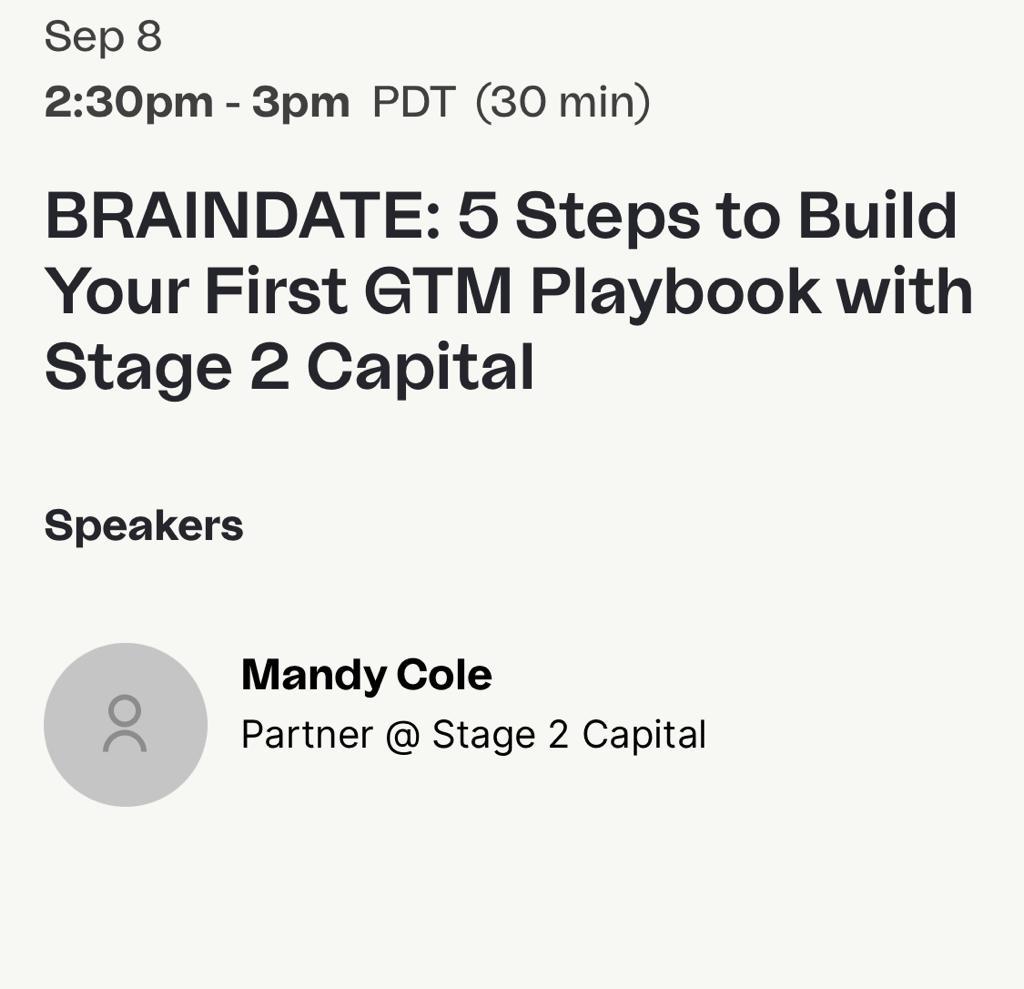 Sep 8
2:30pm - 3pm PDT (30 min)
BRAINDATE: 5 Steps to Build
Your First GTM Playbook with
Stage 2 Capital
Speakers
Mandy Cole
Partner @ Stage 2 Capital